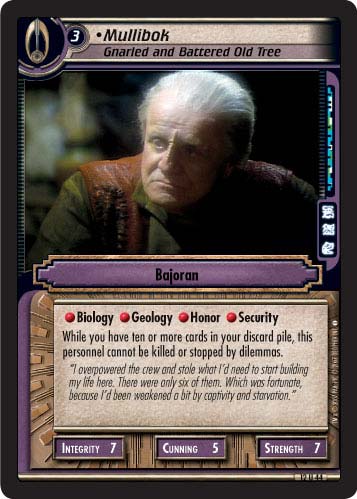 3
•Mullibok
Gnarled and Battered Old Tree
Bajoran
Biology Geology Honor Security
While you have ten or more cards in your discard pile, this
personnel cannot be killed or stopped by dilemmas.
"I overpowered the crew and stole what I'd need to start building
my life here. There were only six of them. Which was fortunate,
because I'd been weakened a bit by captivity and starvation."
INTEGRITY 7
CUNNING 5
STRENGTH 7